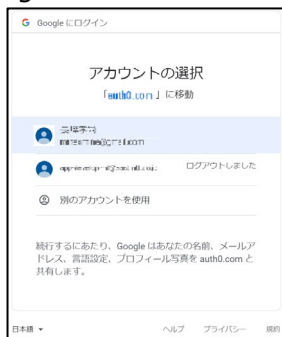 Google にログイン
アカウントの選択
「auth0.com」に移動
ログアウトしました
別のアカウントを使用
続行するにあたり、Google はあなたの名前、メールア
ドレス、言語設定、プロフィール写真を auth0.com と
共有します。
日本語 ヘルプ プライバシー 規約